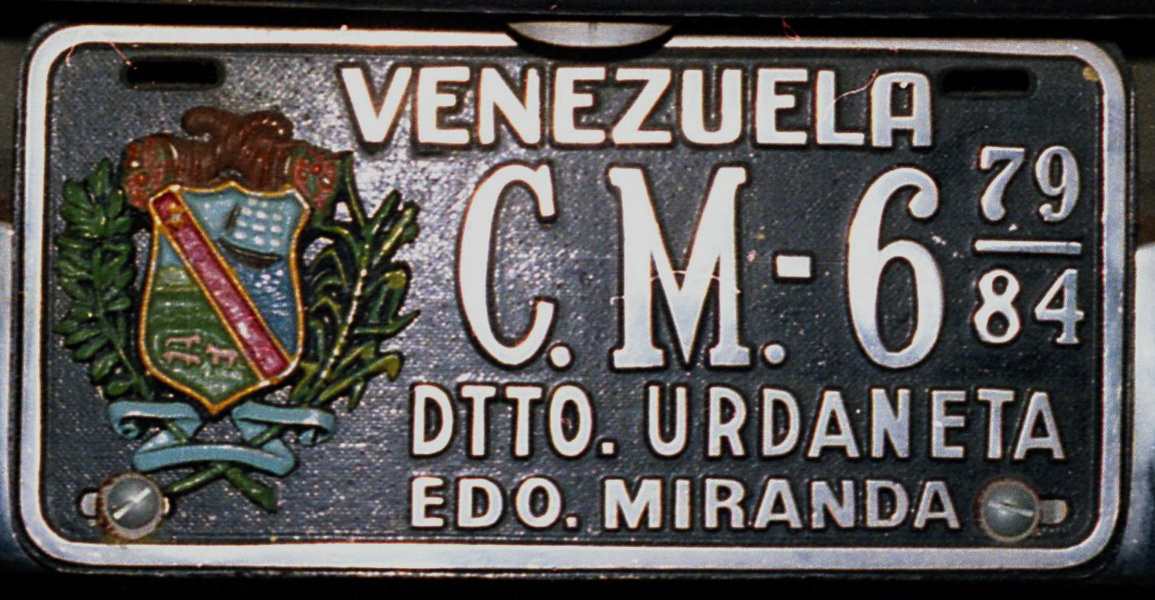 VENEZUELA
C.M.-6 79/84
DTTO. URDANETA
EDO. MIRANDA